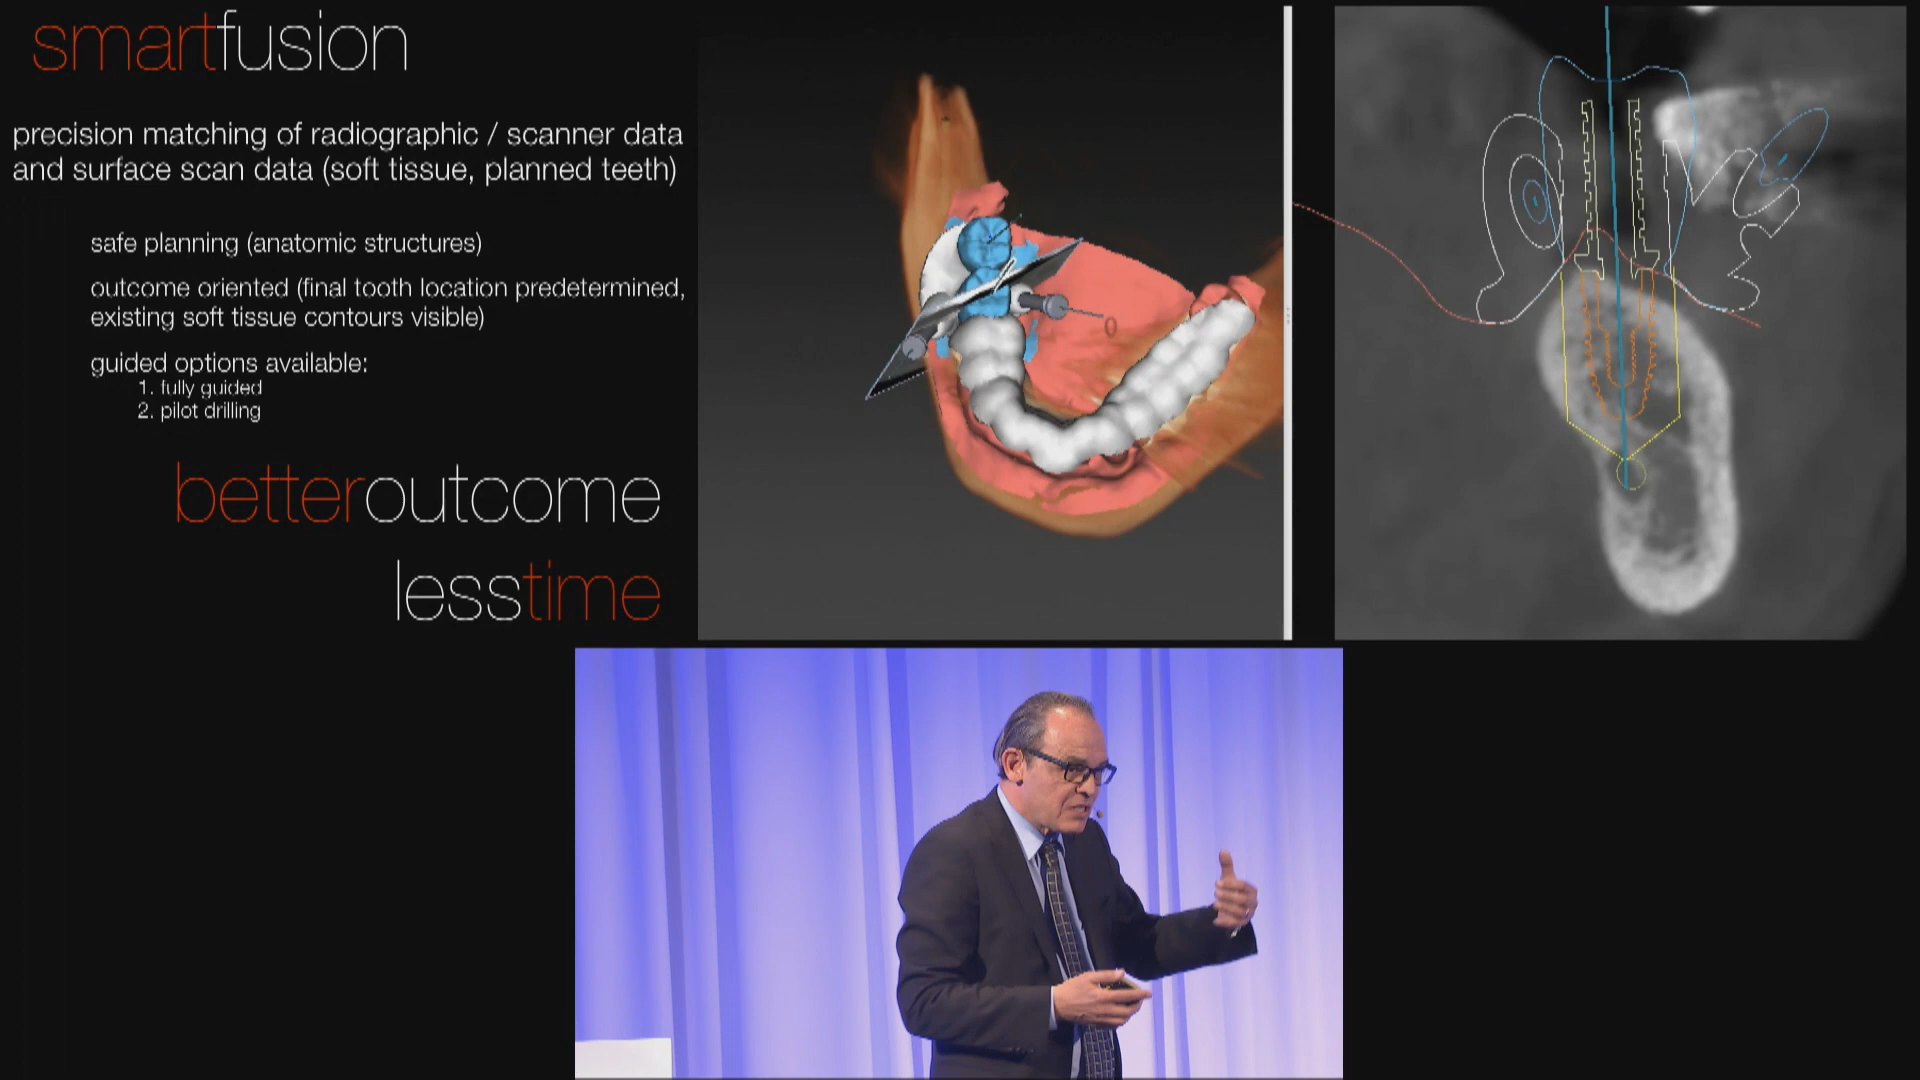 smartfusion
precision matching of radiographic / scanner data
and surface scan data (soft tissue, planned teeth)
safe planning (anatomic structures)
outcome oriented (final tooth location predetermined,
existing soft tissue contours visible)
guided options available:
1. fully guided
2. pilot drilling
betteroutcome
lesstime